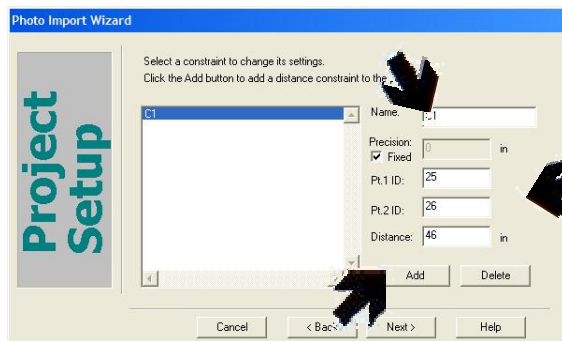 Photo Import Wizard
Project
Setup
Select a constraint to change its settings.
Click the Add button to add a distance constraint to the
C1
Name:
C1
Precision:
0 in
Fixed
Pt.1 ID: 25
Pt.2 ID: 26
Distance: 46 in
Add Delete
Cancel < Back Next > Help